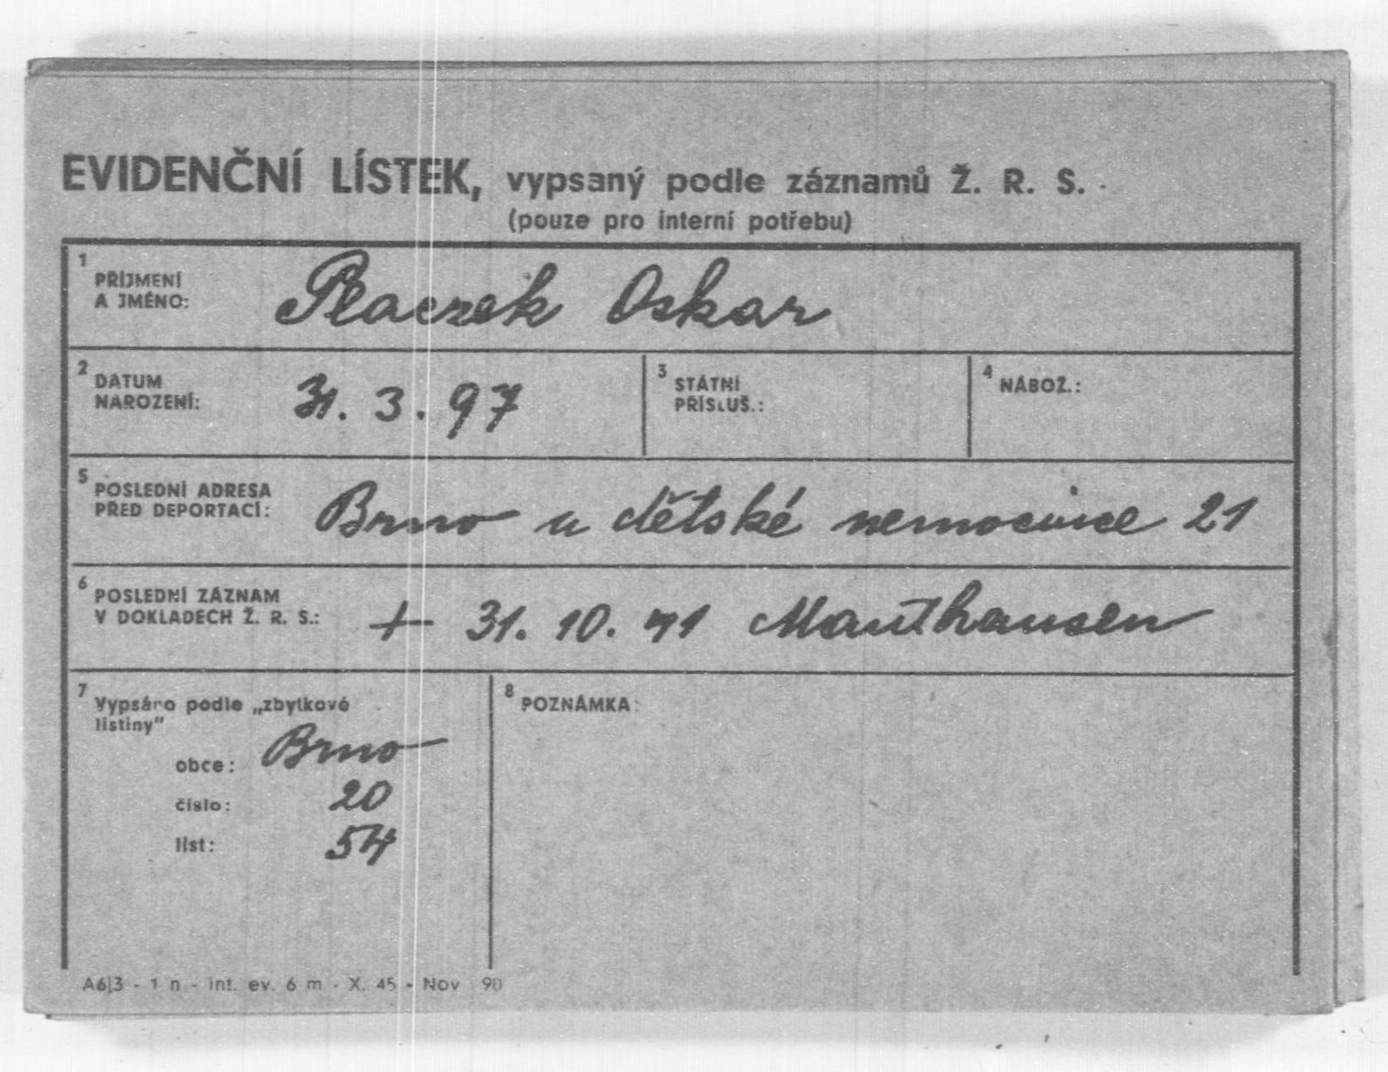 EVIDENČNÍ LÍSTEK, vypsaný podle záznamů Ž. R. S.
(pouze pro interní potřebu)
1 PŘÍJMENÍ
A JMÉNO: Placzek Oskar
2 DATUM
NAROZENÍ: 31. 3. 97
3 STÁTNÍ
PŘÍSLUŠ.:
4 NÁBOŽ.:
5 POSLEDNÍ ADRESA
PŘED DEPORTACÍ: Brno u dětské nemocnice 21
6 POSLEDNÍ ZÁZNAM
V DOKLADECH Ž. R. S.: + 31. 10. 41 Mauthausen
7 Vypsáno podle „zbytkové
listiny"
obce: Brno
číslo: 20
list: 54
8 POZNÁMKA:
A6|3 - 1 n - int. ev. 6 m - X. 45 - Nov 90